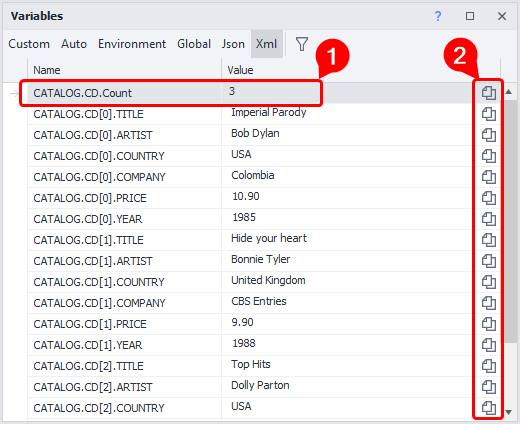 Variables ?
Custom Auto Environment Global Json Xml
1 2
Name Value
CATALOG.CD.Count 3
CATALOG.CD[0].TITLE Imperial Parody
CATALOG.CD[0].ARTIST Bob Dylan
CATALOG.CD[0].COUNTRY USA
CATALOG.CD[0].COMPANY Colombia
CATALOG.CD[0].PRICE 10.90
CATALOG.CD[0].YEAR 1985
CATALOG.CD[1].TITLE Hide your heart
CATALOG.CD[1].ARTIST Bonnie Tyler
CATALOG.CD[1].COUNTRY United Kingdom
CATALOG.CD[1].COMPANY CBS Entries
CATALOG.CD[1].PRICE 9.90
CATALOG.CD[1].YEAR 1988
CATALOG.CD[2].TITLE Top Hits
CATALOG.CD[2].ARTIST Dolly Parton
CATALOG.CD[2].COUNTRY USA